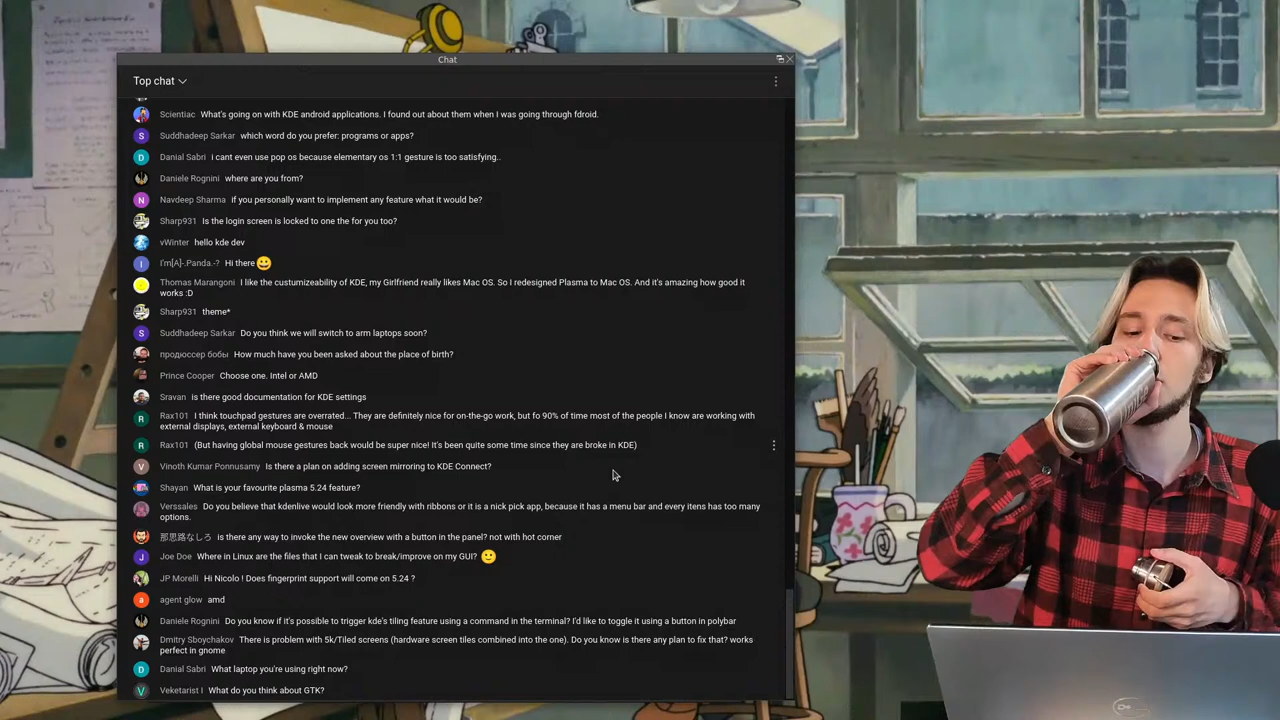 Chat
Top chat
Scientiac What's going on with KDE android applications. I found out about them when I was going through fdroid.
S Suddhadeep Sarkar which word do you prefer: programs or apps?
D Danial Sabri i cant even use pop os because elementary os 1:1 gesture is too satisfying..
Daniele Rognini where are you from?
N Navdeep Sharma if you personally want to implement any feature what it would be?
Sharp931 Is the login screen is locked to one the for you too?
vWinter hello kde dev
I I'm[A]-.Panda.-? Hi there😀
Thomas Marangoni I like the custumizeability of KDE, my Girlfriend really likes Mac OS. So I redesigned Plasma to Mac OS. And it's amazing how good it
works :D
Sharp931 theme*
S Suddhadeep Sarkar Do you think we will switch to arm laptops soon?
продюссер бобы How much have you been asked about the place of birth?
Prince Cooper Choose one. Intel or AMD
Sravan is there good documentation for KDE settings
R Rax101 I think touchpad gestures are overrated... They are definitely nice for on-the-go work, but fo 90% of time most of the people I know are working with
external displays, external keyboard & mouse
R Rax101 (But having global mouse gestures back would be super nice! It's been quite some time since they are broke in KDE)
V Vinoth Kumar Ponnusamy Is there a plan on adding screen mirroring to KDE Connect?
Shayan What is your favourite plasma 5.24 feature?
Verssales Do you believe that kdenlive would look more friendly with ribbons or it is a nick pick app, because it has a menu bar and every itens has too many
options.
那思路なしろ is there any way to invoke the new overview with a button in the panel? not with hot corner
J Joe Doe Where in Linux are the files that I can tweak to break/improve on my GUI? 🙂
JP Morelli Hi Nicolo ! Does fingerprint support will come on 5.24 ?
a agent glow amd
Daniele Rognini Do you know if it's possible to trigger kde's tiling feature using a command in the terminal? I'd like to toggle it using a button in polybar
Dmitry Sboychakov There is problem with 5k/Tiled screens (hardware screen tiles combined into the one). Do you know is there any plan to fix that? works
perfect in gnome
D Danial Sabri What laptop you're using right now?
V Veketarist I What do you think about GTK?